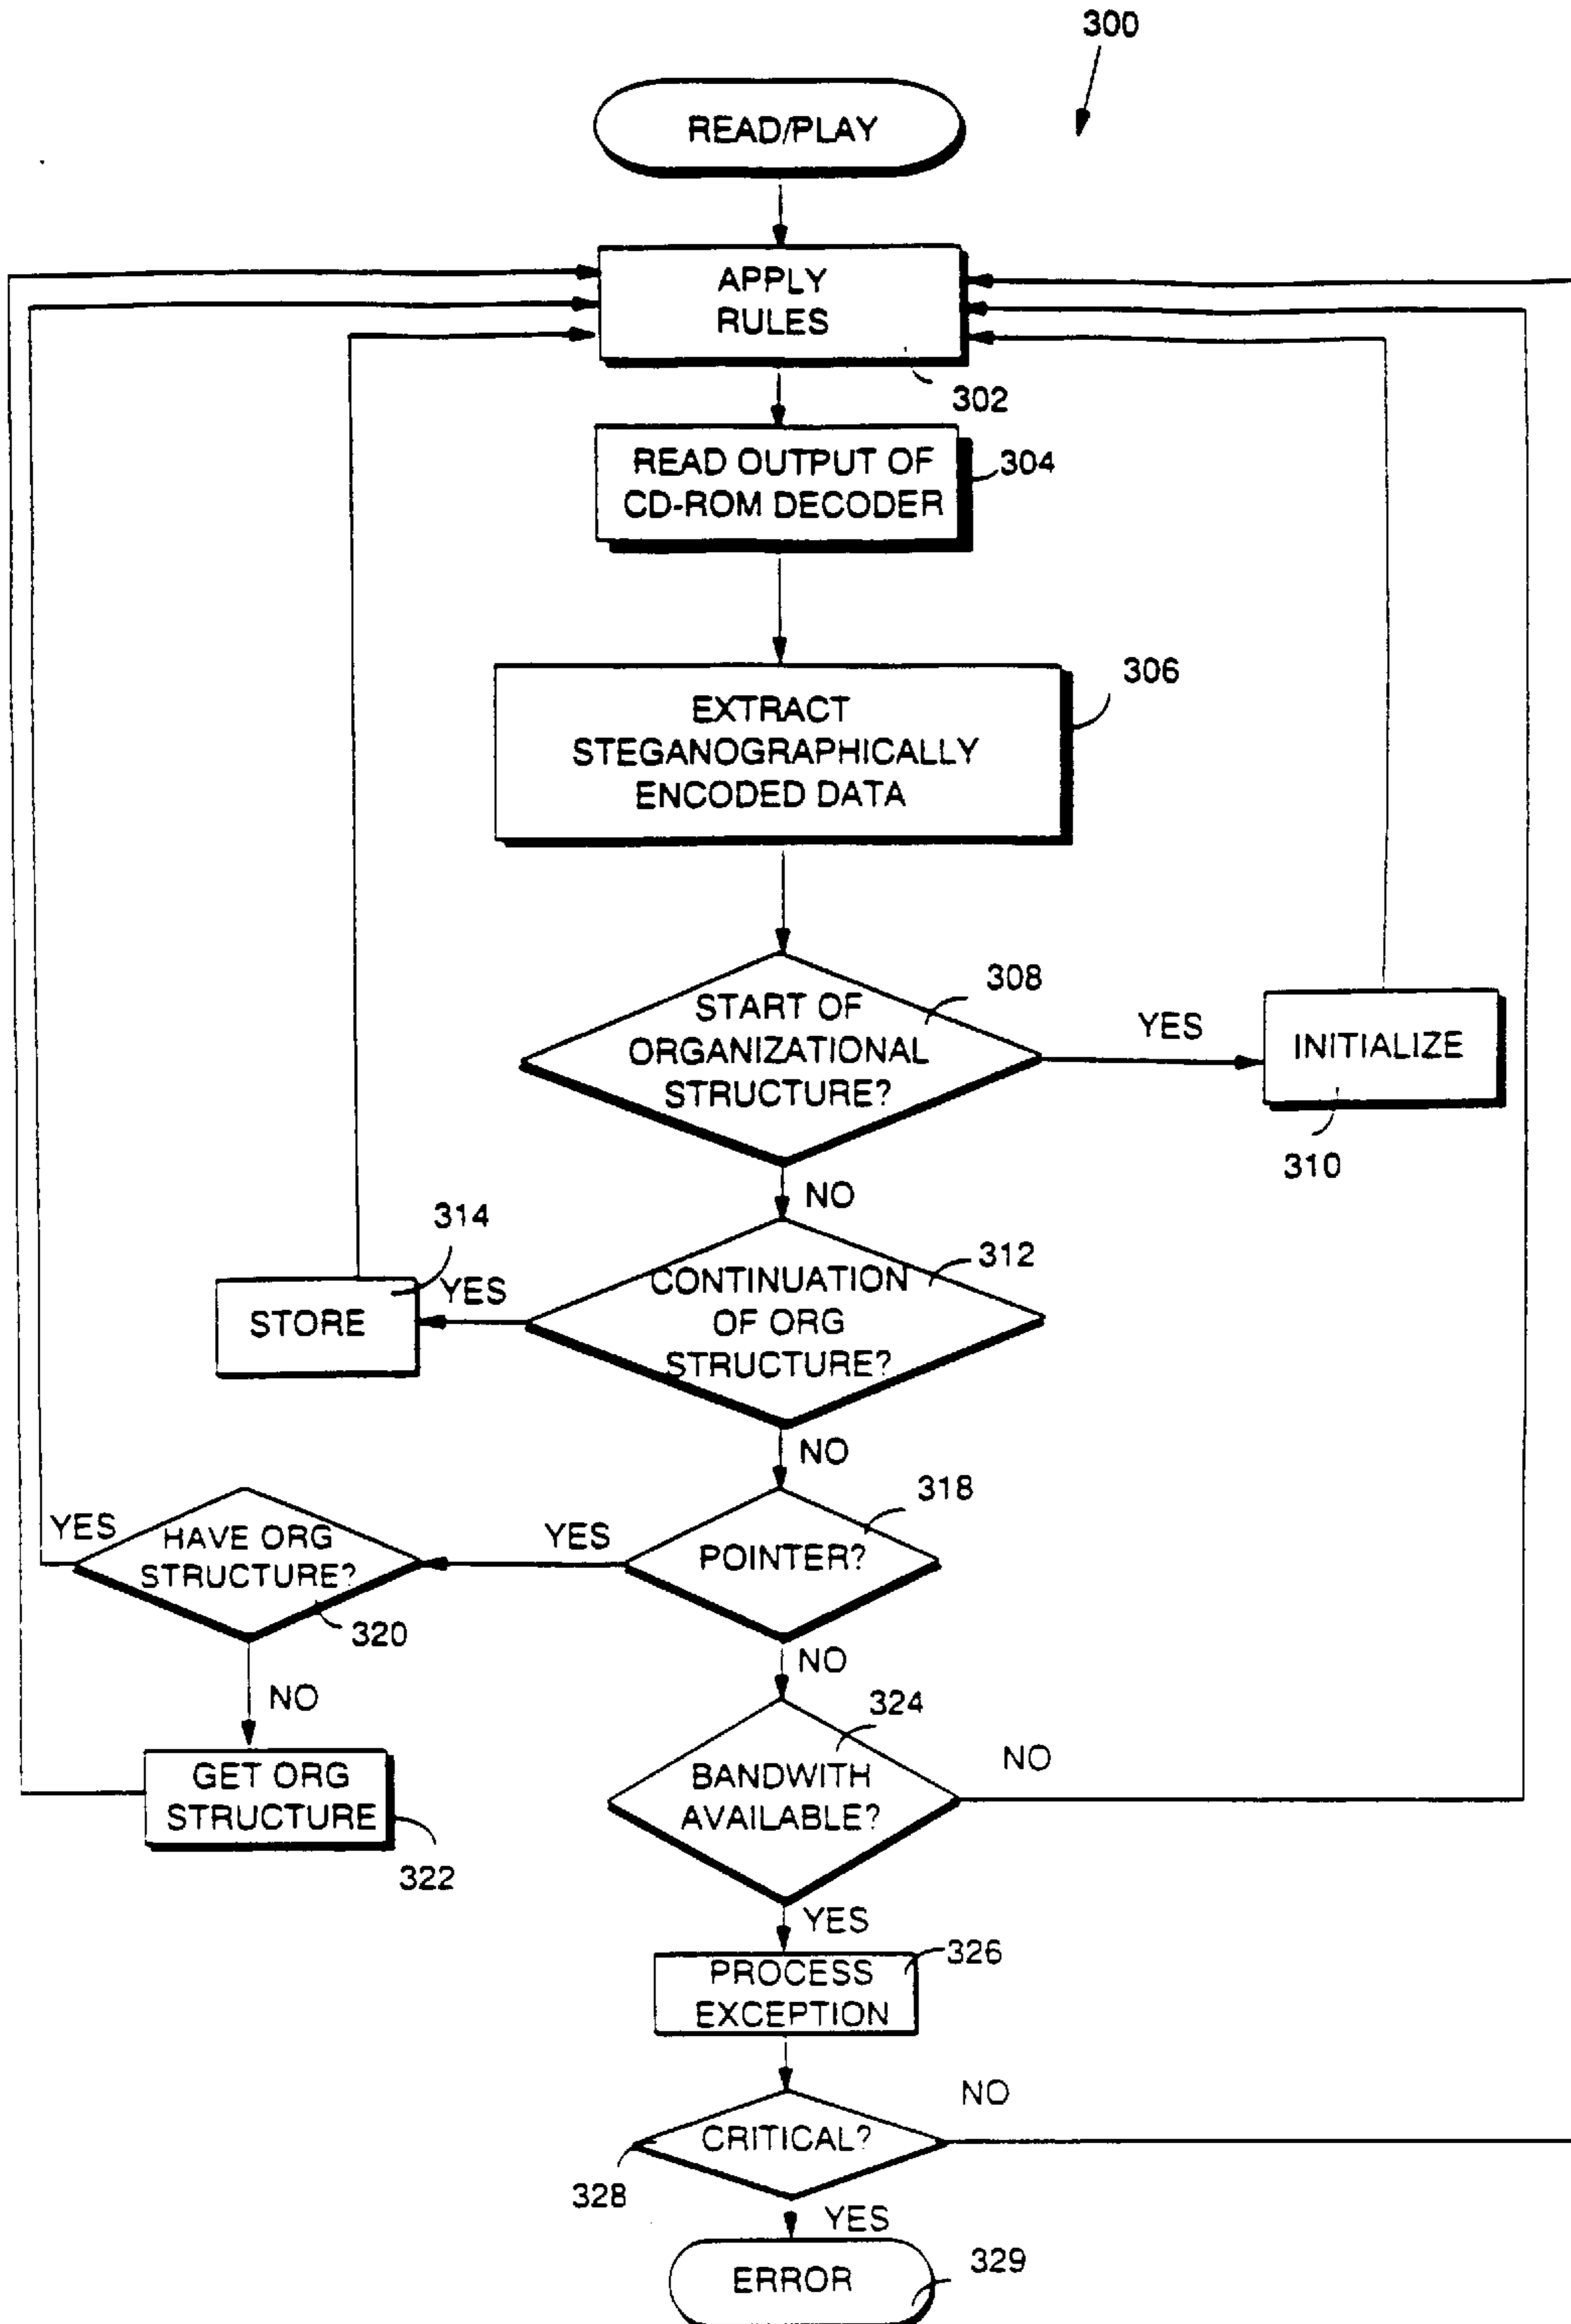 300
READ/PLAY
APPLY
RULES
302
READ OUTPUT OF
CD-ROM DECODER
304
EXTRACT
STEGANOGRAPHICALLY
ENCODED DATA
306
START OF
ORGANIZATIONAL
STRUCTURE?
308
YES
INITIALIZE
310
NO
314
STORE
YES
CONTINUATION
OF ORG
STRUCTURE?
312
NO
YES
HAVE ORG
STRUCTURE?
320
YES
POINTER?
318
NO
NO
GET ORG
STRUCTURE
322
BANDWITH
AVAILABLE?
324
NO
YES
PROCESS
EXCEPTION
326
CRITICAL?
328
NO
YES
ERROR
329